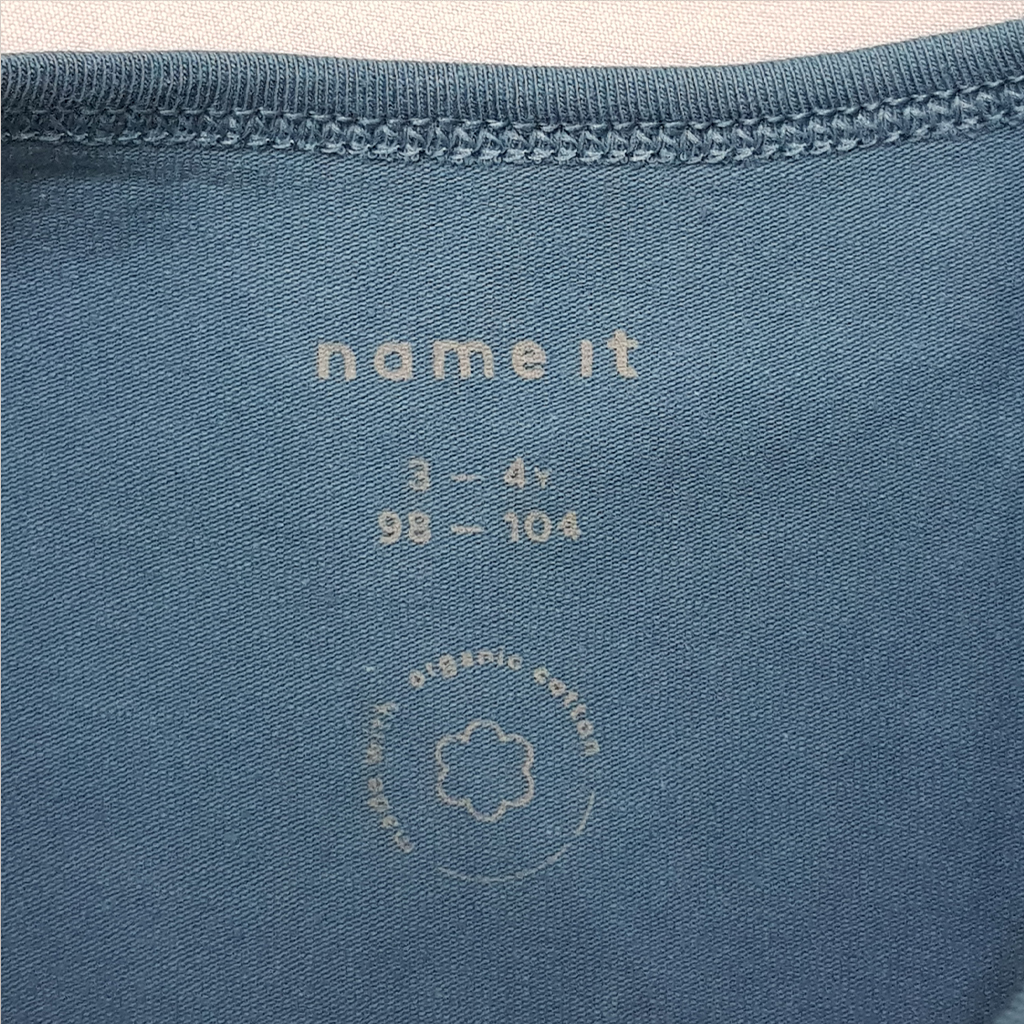 name it
3 - 4Y
98 - 104
made with organic cotton